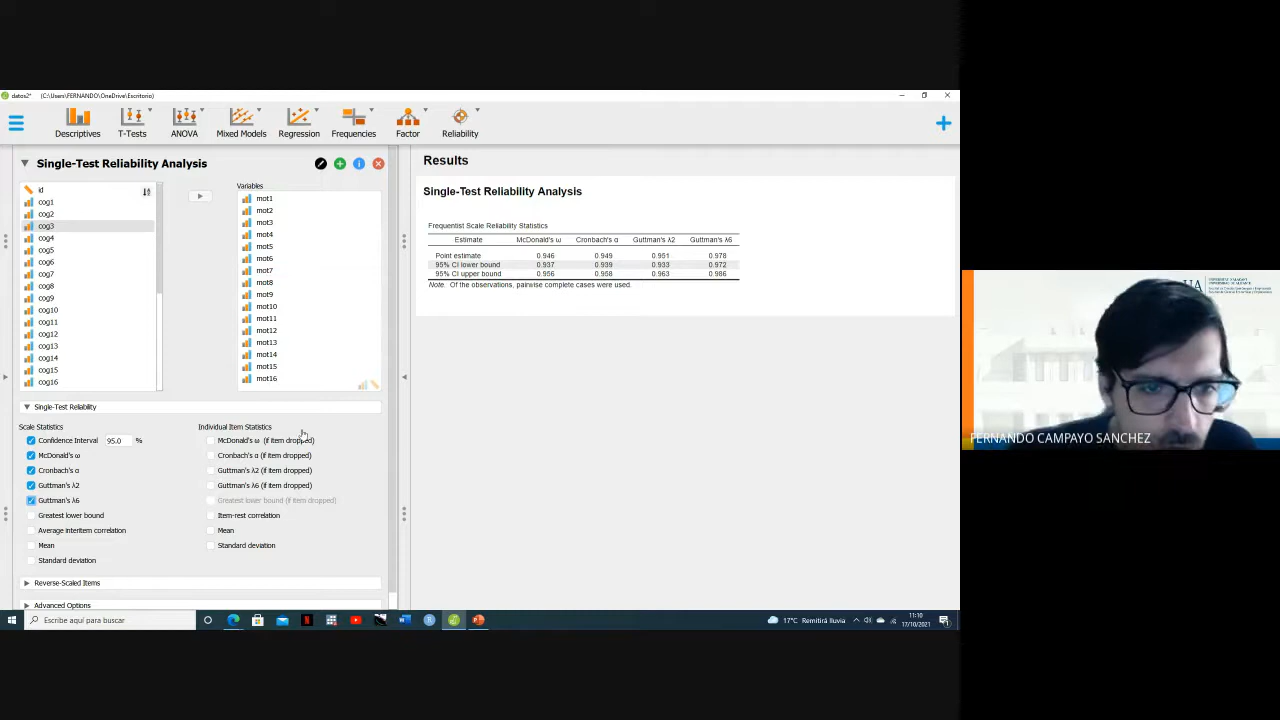 datos2* (C:\Users\FERNANDO\OneDrive\Escritorio)
Descriptives T-Tests ANOVA Mixed Models Regression Frequencies Factor Reliability
Single-Test Reliability Analysis
id
cog1
cog2
cog3
cog4
cog5
cog6
cog7
cog8
cog9
cog10
cog11
cog12
cog13
cog14
cog15
cog16
Variables
mot1
mot2
mot3
mot4
mot5
mot6
mot7
mot8
mot9
mot10
mot11
mot12
mot13
mot14
mot15
mot16
Single-Test Reliability
Scale Statistics
Confidence Interval 95.0 %
McDonald's ω
Cronbach's α
Guttman's λ2
Guttman's λ6
Greatest lower bound
Average interitem correlation
Mean
Standard deviation
Individual Item Statistics
McDonald's ω (if item dropped)
Cronbach's α (if item dropped)
Guttman's λ2 (if item dropped)
Guttman's λ6 (if item dropped)
Greatest lower bound (if item dropped)
Item-rest correlation
Mean
Standard deviation
Reverse-Scaled Items
Advanced Options
Results
Single-Test Reliability Analysis
Frequentist Scale Reliability Statistics
Estimate McDonald's ω Cronbach's α Guttman's λ2 Guttman's λ6
Point estimate 0.946 0.949 0.951 0.978
95% CI lower bound 0.937 0.939 0.933 0.972
95% CI upper bound 0.956 0.958 0.963 0.986
Note. Of the observations, pairwise complete cases were used.
UA
FERNANDO CAMPAYO SANCHEZ
Escribe aquí para buscar
17°C Remitirá lluvia
11:10
17/10/2021